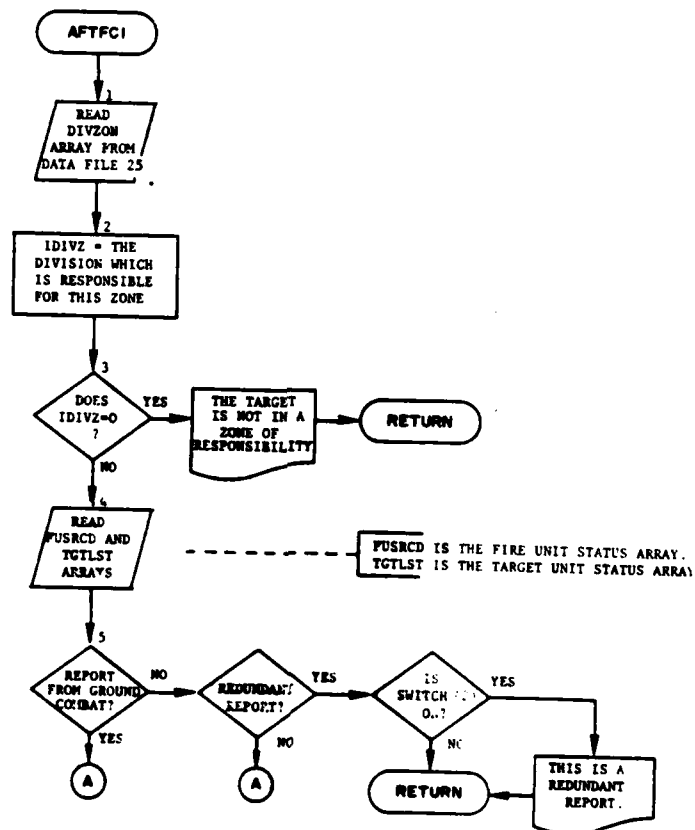 AFTFCI
1
READ
DIVZON
ARRAY FROM
DATA FILE 25
2
IDIVZ = THE
DIVISION WHICH
IS RESPONSIBLE
FOR THIS ZONE
3
DOES
IDIVZ=0
?
YES
THE TARGET
IS NOT IN A
ZONE OF
RESPONSIBILITY
RETURN
NO
4
READ
FUSRCD AND
TGTLST
ARRAYS
FUSRCD IS THE FIRE UNIT STATUS ARRAY.
TGTLST IS THE TARGET UNIT STATUS ARRAY
5
REPORT
FROM GROUND
COMBAT?
NO
YES
A
REDUNDANT
REPORT?
YES
NO
A
IS
SWITCH
YES
NO
RETURN
THIS IS A
REDUNDANT
REPORT.